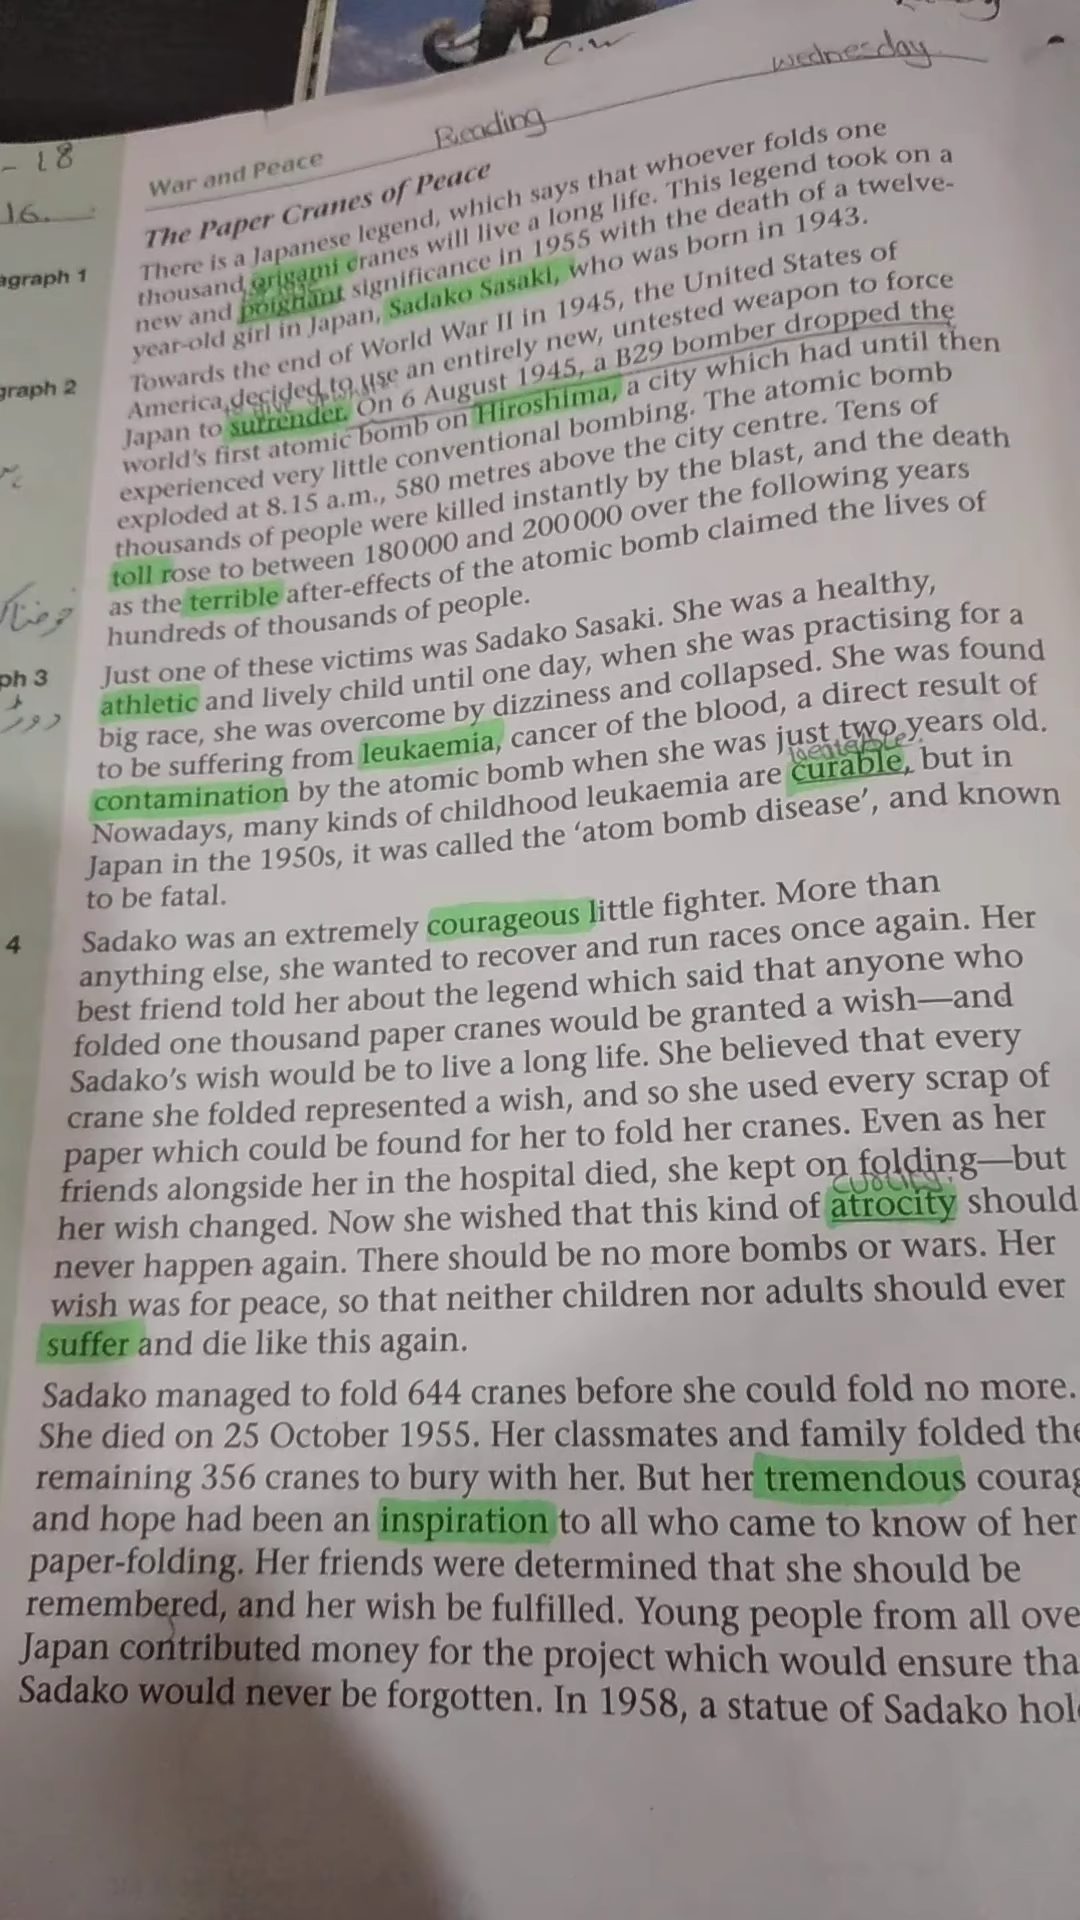 C.W
Wednesday
Reading
- 18
16.
War and Peace
The Paper Cranes of Peace
agraph 1
There is a Japanese legend, which says that whoever folds one
thousand origami cranes will live a long life. This legend took on a
new and poignant significance in 1955 with the death of a twelve-
year-old girl in Japan, Sadako Sasaki, who was born in 1943.
graph 2
Towards the end of World War II in 1945, the United States of
America decided to use an entirely new, untested weapon to force
Japan to surrender. On 6 August 1945, a B29 bomber dropped the
world's first atomic bomb on Hiroshima, a city which had until then
experienced very little conventional bombing. The atomic bomb
exploded at 8.15 a.m., 580 metres above the city centre. Tens of
thousands of people were killed instantly by the blast, and the death
toll rose to between 180 000 and 200 000 over the following years
as the terrible after-effects of the atomic bomb claimed the lives of
hundreds of thousands of people.
ph 3
Just one of these victims was Sadako Sasaki. She was a healthy,
athletic and lively child until one day, when she was practising for a
big race, she was overcome by dizziness and collapsed. She was found
to be suffering from leukaemia, cancer of the blood, a direct result of
contamination by the atomic bomb when she was just two years old.
Nowadays, many kinds of childhood leukaemia are curable, but in
Japan in the 1950s, it was called the 'atom bomb disease', and known
to be fatal.
4
Sadako was an extremely courageous little fighter. More than
anything else, she wanted to recover and run races once again. Her
best friend told her about the legend which said that anyone who
folded one thousand paper cranes would be granted a wish—and
Sadako's wish would be to live a long life. She believed that every
crane she folded represented a wish, and so she used every scrap of
paper which could be found for her to fold her cranes. Even as her
friends alongside her in the hospital died, she kept on folding—but
her wish changed. Now she wished that this kind of atrocity should
never happen again. There should be no more bombs or wars. Her
wish was for peace, so that neither children nor adults should ever
suffer and die like this again.
Sadako managed to fold 644 cranes before she could fold no more.
She died on 25 October 1955. Her classmates and family folded the
remaining 356 cranes to bury with her. But her tremendous courag
and hope had been an inspiration to all who came to know of her
paper-folding. Her friends were determined that she should be
remembered, and her wish be fulfilled. Young people from all ove
Japan contributed money for the project which would ensure tha
Sadako would never be forgotten. In 1958, a statue of Sadako hol